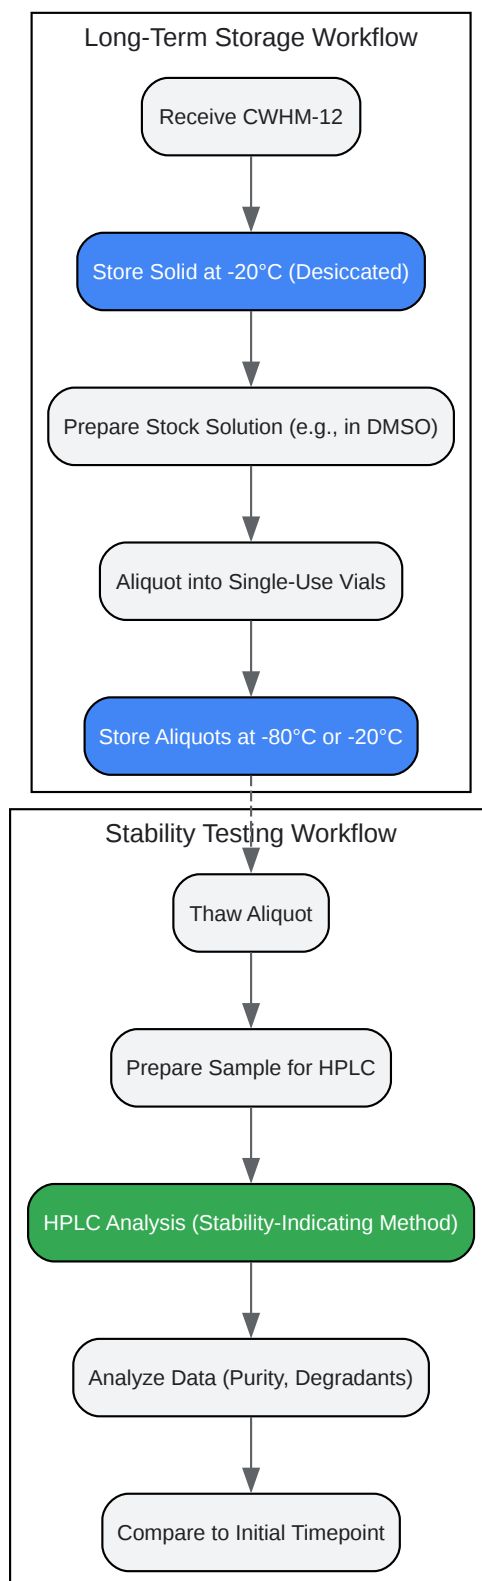 Long-Term Storage Workflow
Receive CWHM-12
Store Solid at -20°C (Desiccated)
Prepare Stock Solution (e.g., in DMSO)
Aliquot into Single-Use Vials
Store Aliquots at -80°C or -20°C
Stability Testing Workflow
Thaw Aliquot
Prepare Sample for HPLC
HPLC Analysis (Stability-Indicating Method)
Analyze Data (Purity, Degradants)
Compare to Initial Timepoint